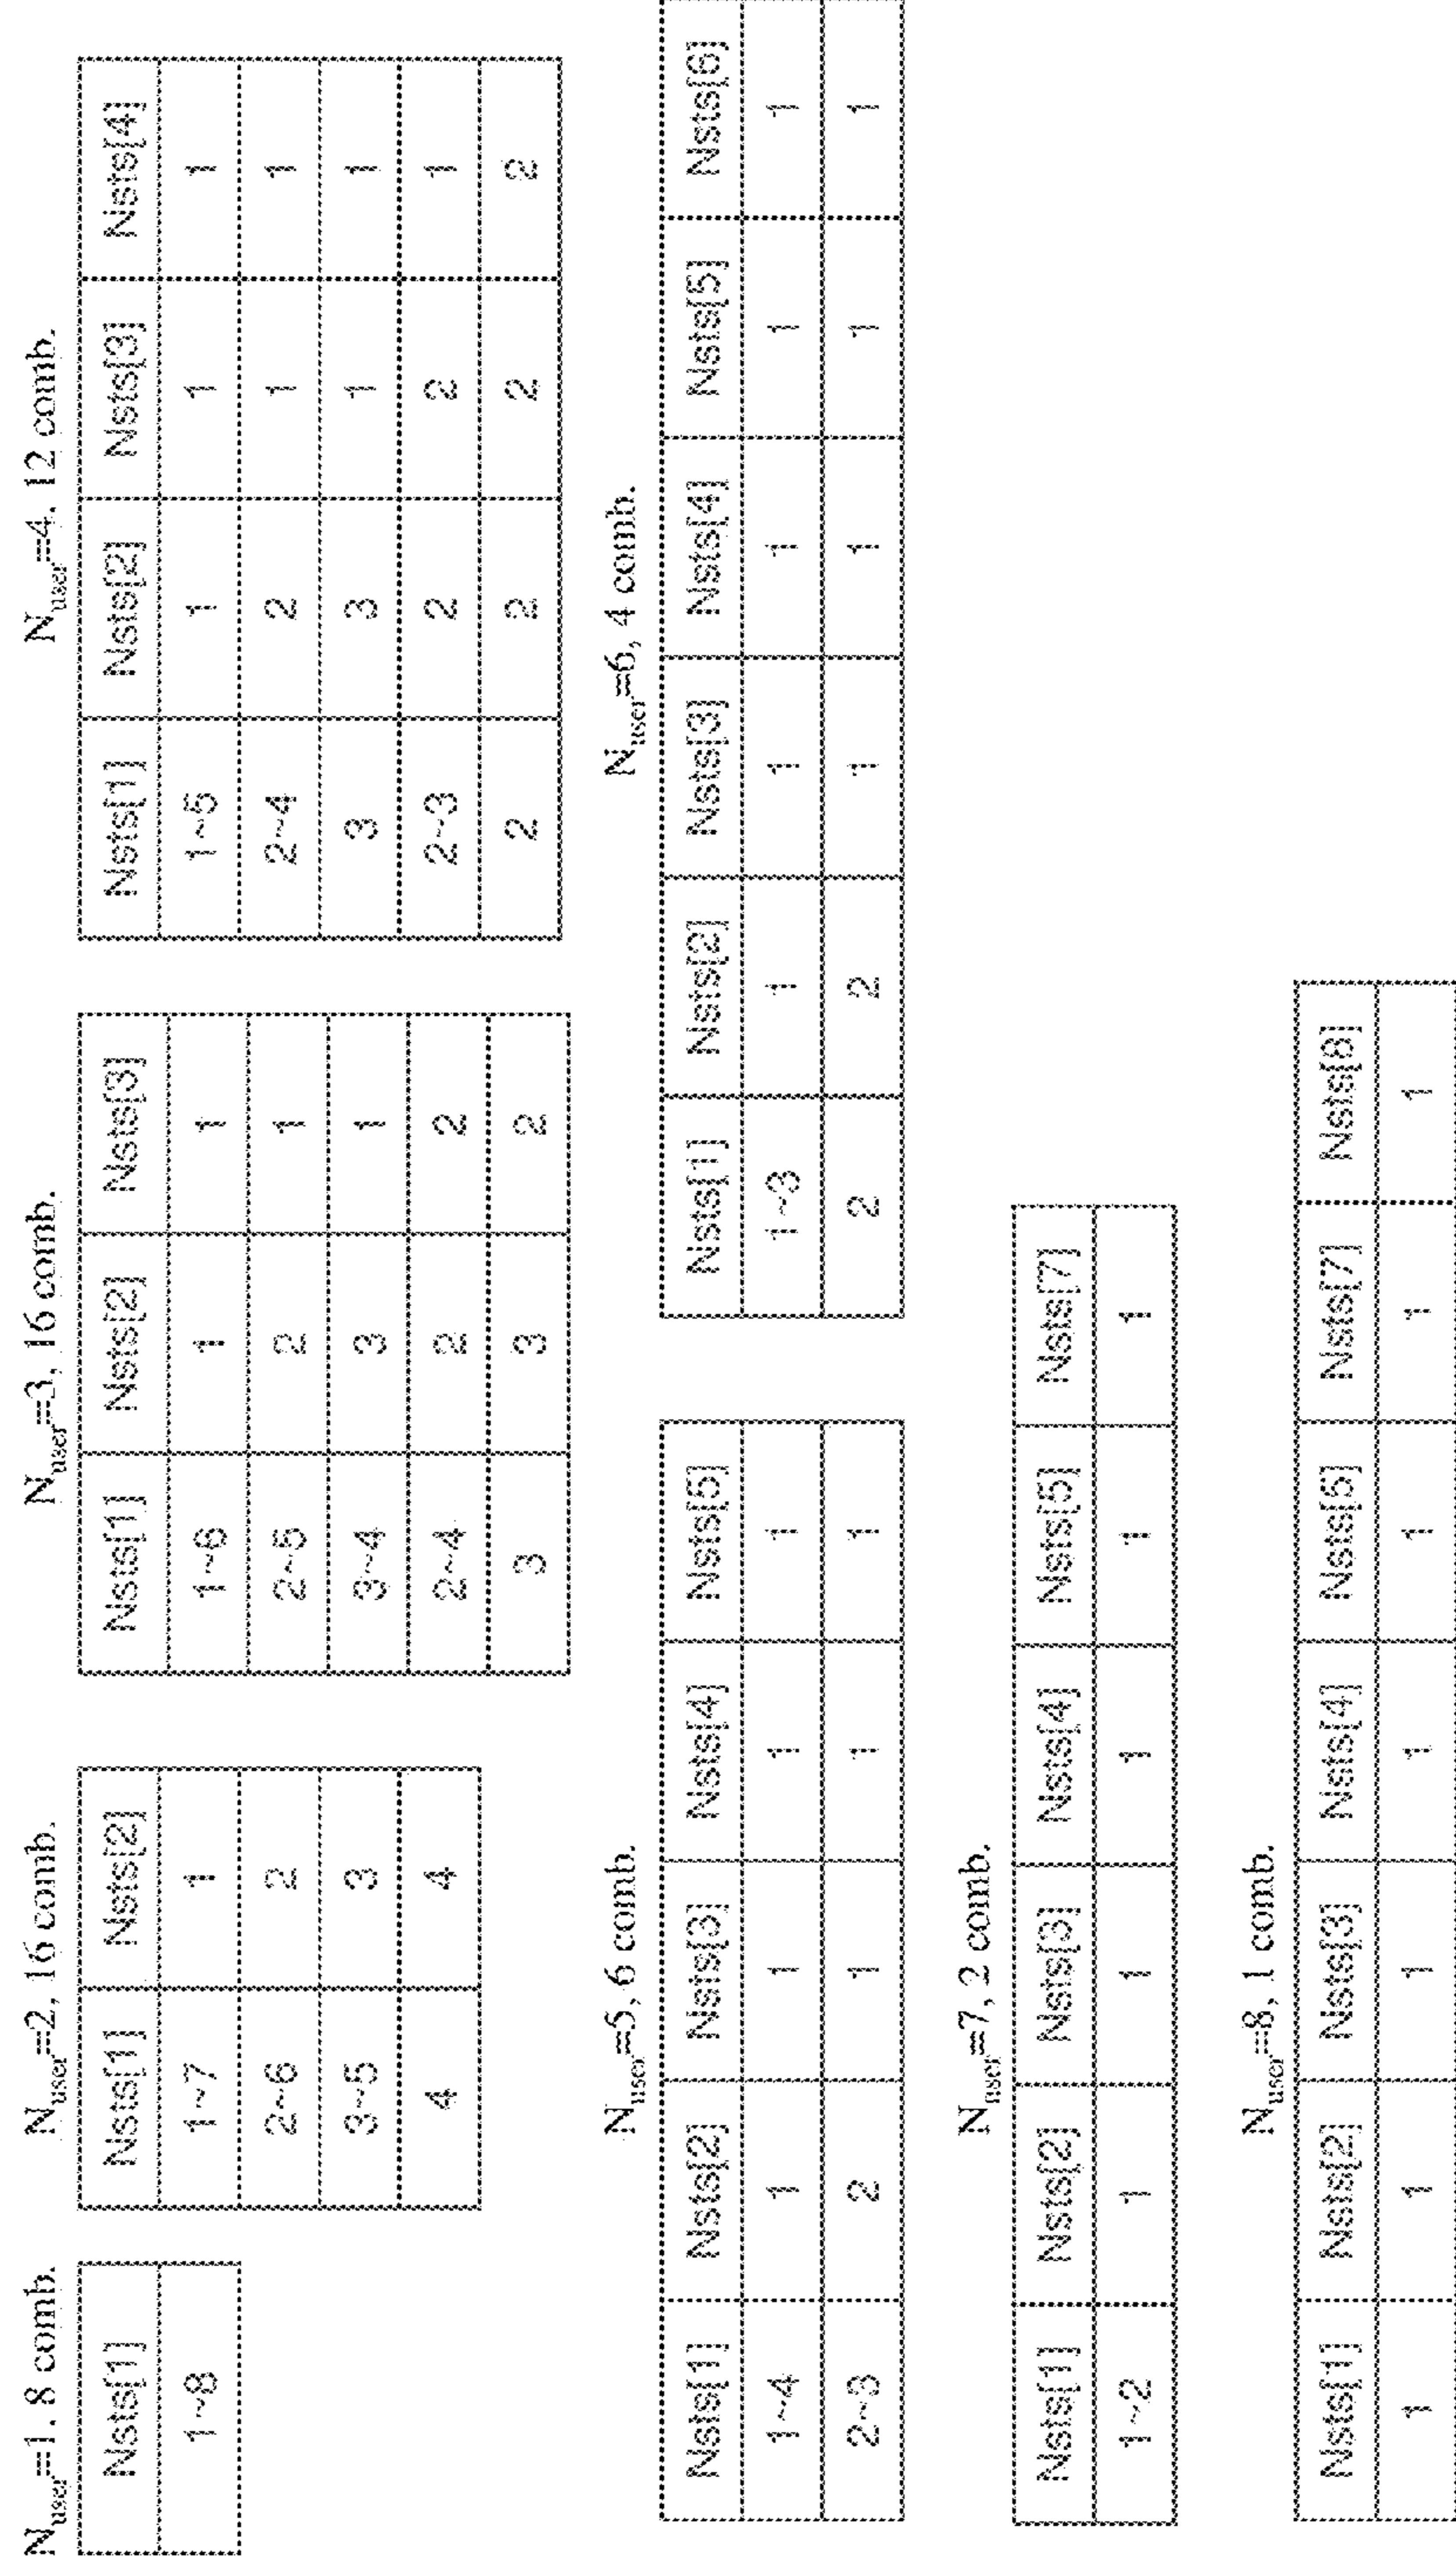 Nuser=1, 8 comb.
Nsts[1]
1~8
Nuser=2, 16 comb.
Nsts[1] Nsts[2]
1~7 1
2~6 2
3~5 3
4 4
Nuser=3, 16 comb.
Nsts[1] Nsts[2] Nsts[3]
1~6 1 1
2~5 2 1
3~4 3 1
2~4 2 2
3 3 2
Nuser=4, 12 comb.
Nsts[1] Nsts[2] Nsts[3] Nsts[4]
1~5 1 1 1
2~4 2 1 1
3 3 1 1
2~3 2 2 1
2 2 2 2
Nuser=5, 6 comb.
Nsts[1] Nsts[2] Nsts[3] Nsts[4] Nsts[5]
1~4 1 1 1 1
2~3 2 1 1 1
Nuser=6, 4 comb.
Nsts[1] Nsts[2] Nsts[3] Nsts[4] Nsts[5] Nsts[6]
1~3 1 1 1 1 1
2 2 1 1 1 1
Nuser=7, 2 comb.
Nsts[1] Nsts[2] Nsts[3] Nsts[4] Nsts[5] Nsts[7]
1~2 1 1 1 1 1
Nuser=8, 1 comb.
Nsts[1] Nsts[2] Nsts[3] Nsts[4] Nsts[5] Nsts[7] Nsts[8]
1 1 1 1 1 1 1